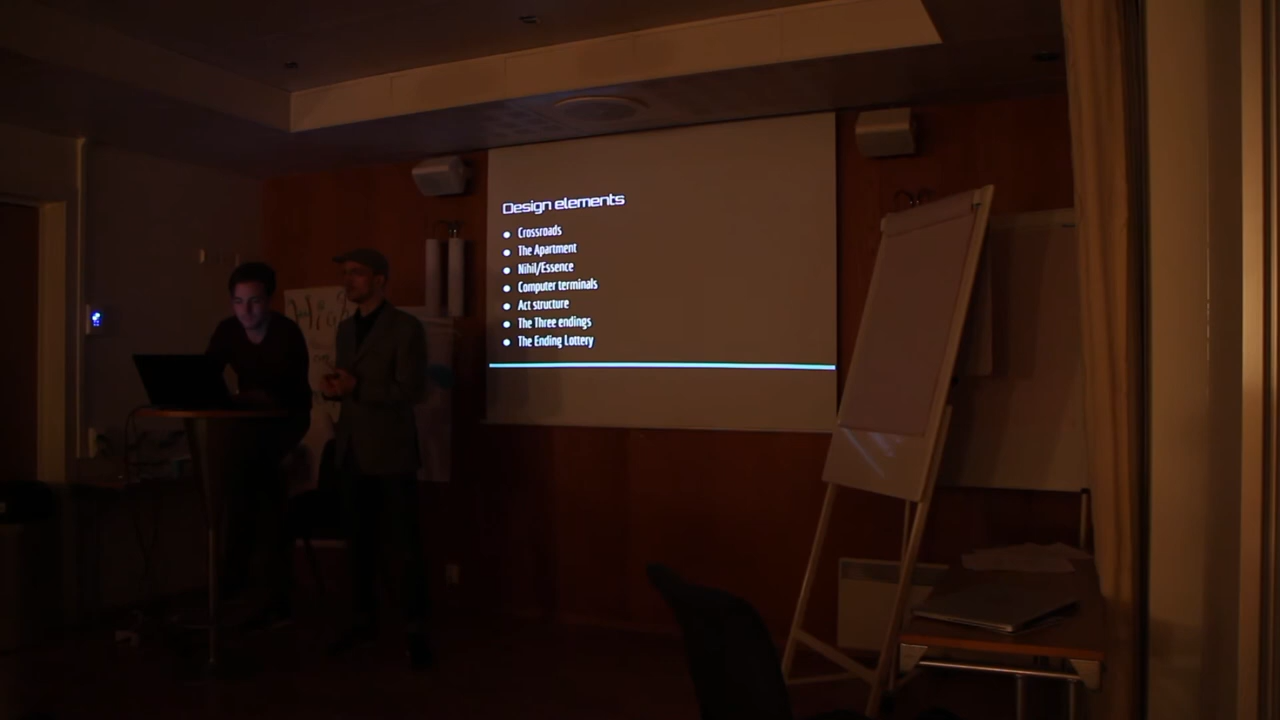 Design elements
Crossroads
The Apartment
Nihil/Essence
Computer terminals
Act structure
The Three endings
The Ending Lottery